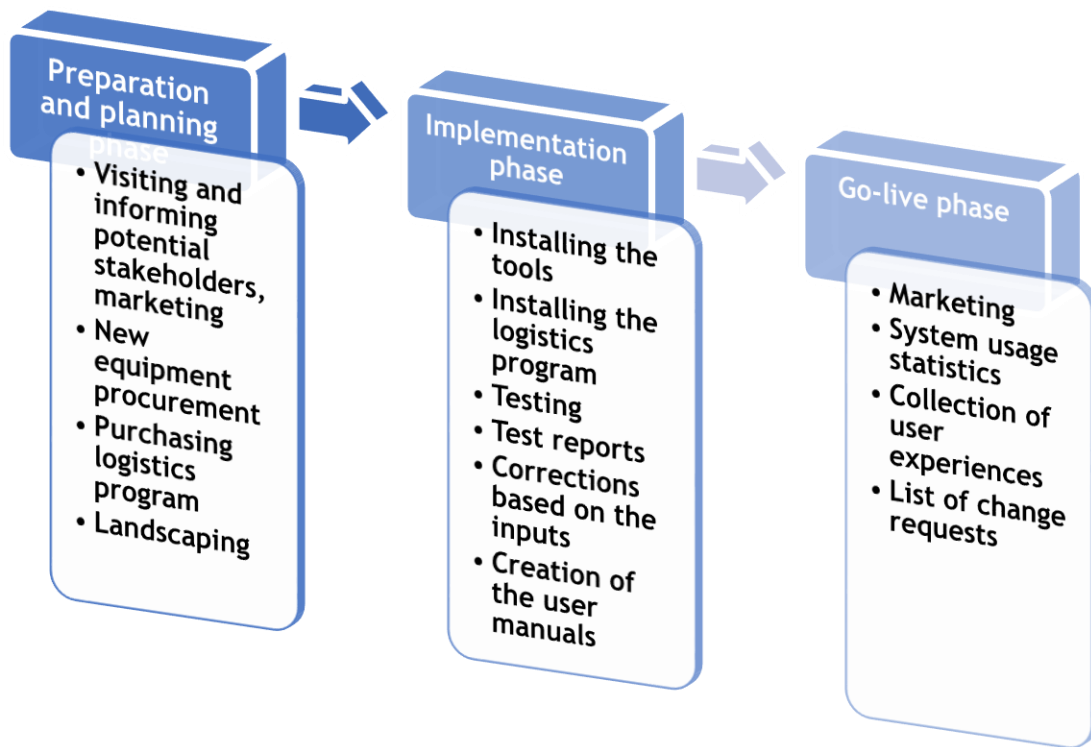 Preparation
and planning
phase
• Visiting and
informing
potential
stakeholders,
marketing
• New
equipment
procurement
• Purchasing
logistics
program
• Landscaping
Implementation
phase
• Installing the
tools
• Installing the
logistics
program
• Testing
• Test reports
• Corrections
based on the
inputs
• Creation of
the user
manuals
Go-live phase
• Marketing
• System usage
statistics
• Collection of
user
experiences
• List of change
requests